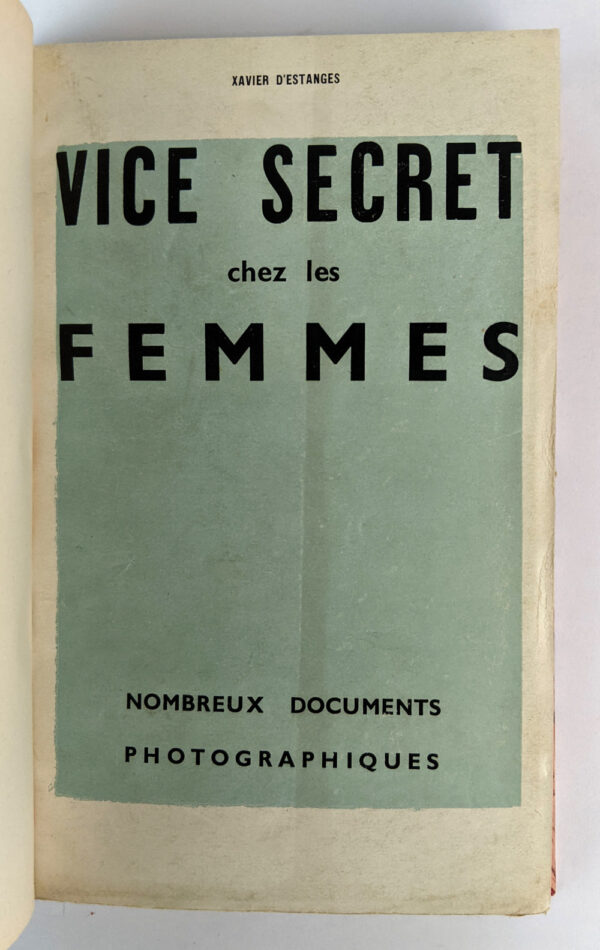 XAVIER D'ESTANGES
VICE SECRET
chez les
FEMMES
NOMBREUX DOCUMENTS
PHOTOGRAPHIQUES